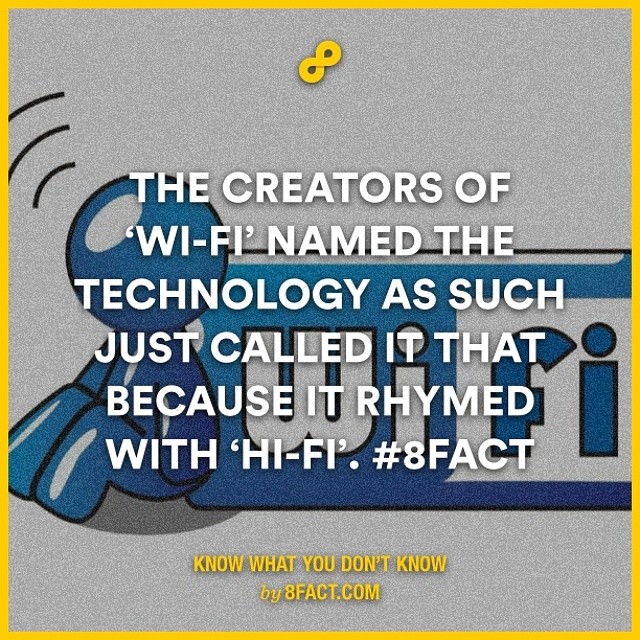 THE CREATORS OF
‘WI-FI’ NAMED THE
TECHNOLOGY AS SUCH
JUST CALLED IT THAT
BECAUSE IT RHYMED
WITH ‘HI-FI’. #8FACT
wifi
KNOW WHAT YOU DON'T KNOW
by 8FACT.COM